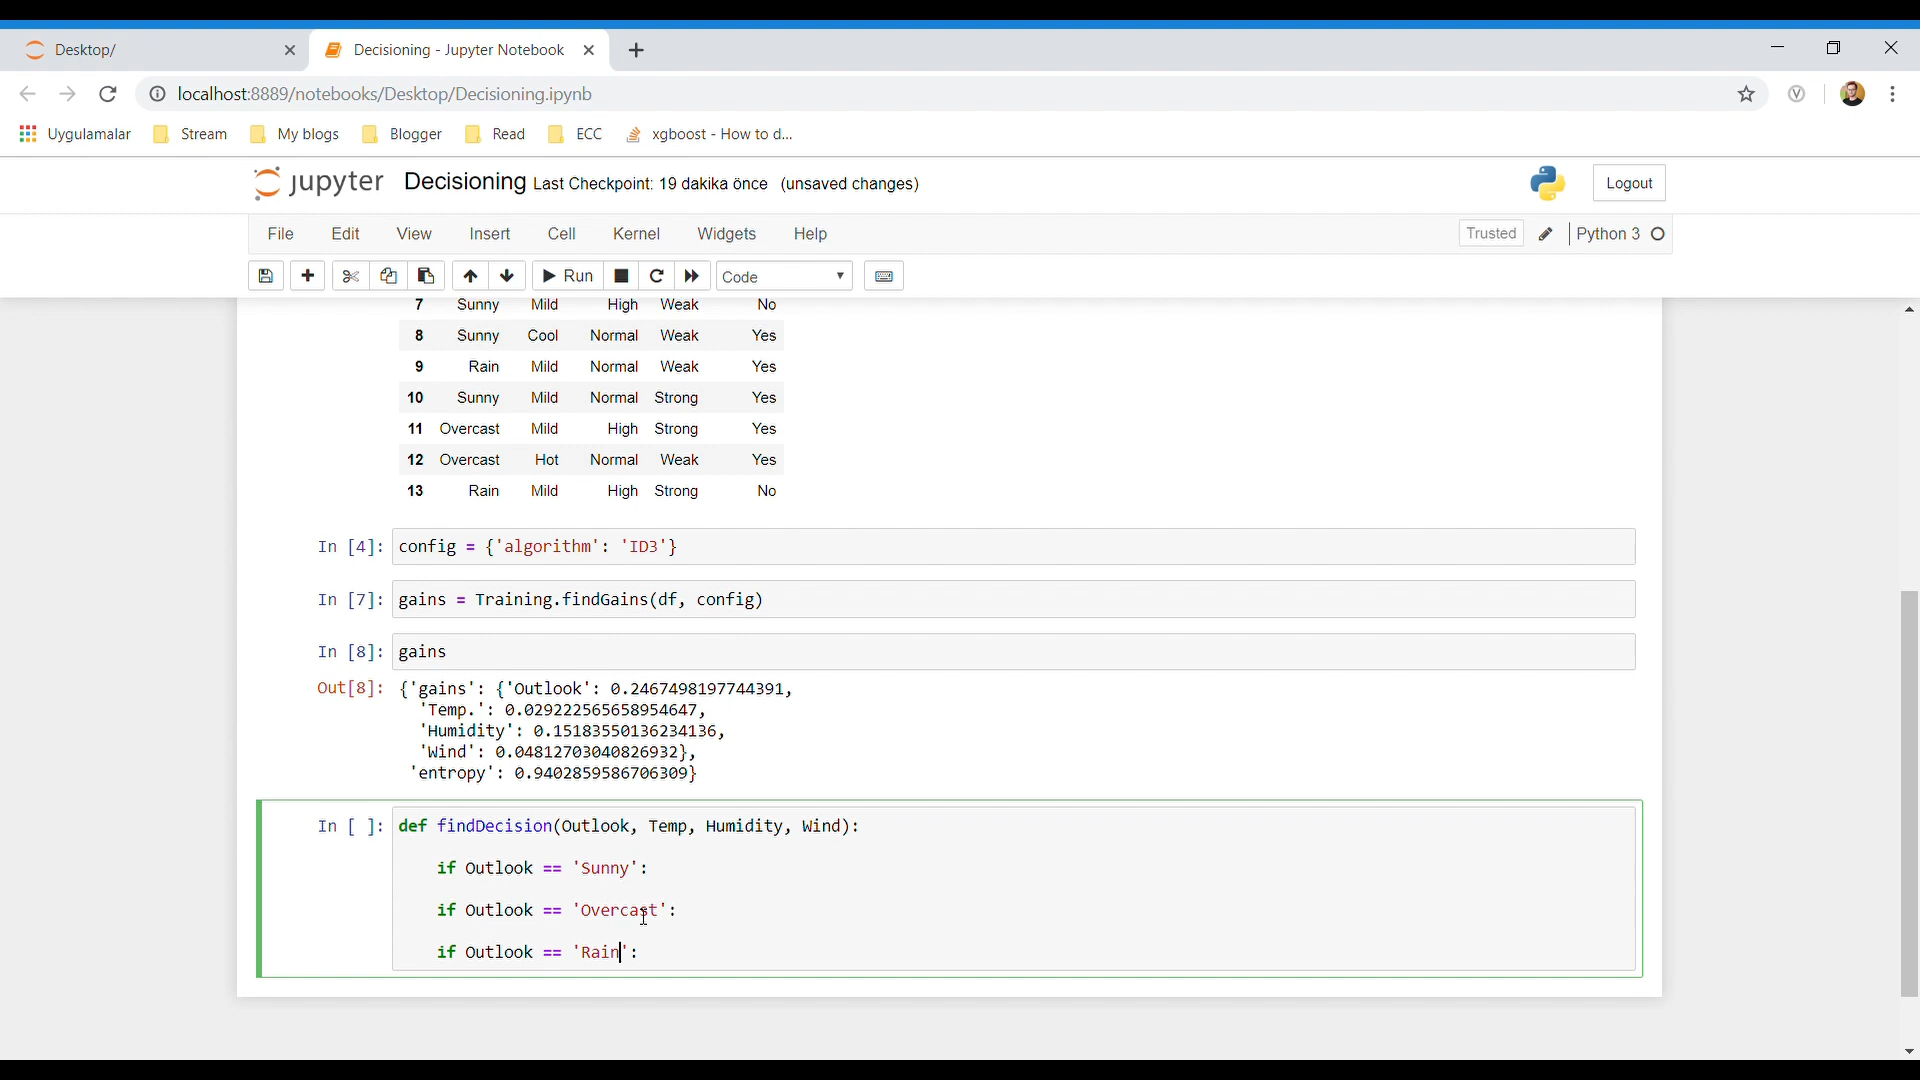 Desktop/
Decisioning - Jupyter Notebook
localhost:8889/notebooks/Desktop/Decisioning.ipynb
Uygulamalar Stream My blogs Blogger Read ECC xgboost - How to d...
jupyter Decisioning Last Checkpoint: 19 dakika önce (unsaved changes)
Logout
File Edit View Insert Cell Kernel Widgets Help
Trusted Python 3
Run Code
7 Sunny Mild High Weak No
8 Sunny Cool Normal Weak Yes
9 Rain Mild Normal Weak Yes
10 Sunny Mild Normal Strong Yes
11 Overcast Mild High Strong Yes
12 Overcast Hot Normal Weak Yes
13 Rain Mild High Strong No
In [4]: config = {'algorithm': 'ID3'}
In [7]: gains = Training.findGains(df, config)
In [8]: gains
Out[8]: {'gains': {'Outlook': 0.2467498197744391,
'Temp.': 0.029222565658954647,
'Humidity': 0.15183550136234136,
'Wind': 0.04812703040826932},
'entropy': 0.9402859586706309}
In [ ]: def findDecision(Outlook, Temp, Humidity, Wind):
if Outlook == 'Sunny':
if Outlook == 'Overcast':
if Outlook == 'Rain':